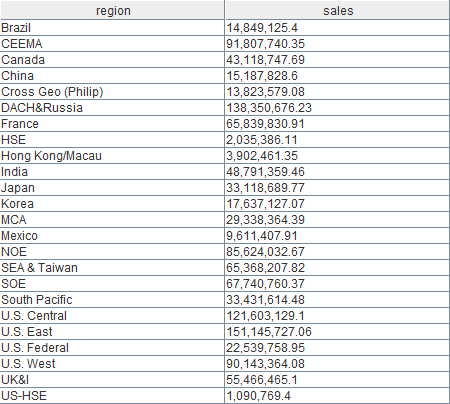 region sales
Brazil 14,849,125.4
CEEMA 91,807,740.35
Canada 43,118,747.69
China 15,187,828.6
Cross Geo (Philip) 13,823,579.08
DACH&Russia 138,350,676.23
France 65,839,830.91
HSE 2,035,386.11
Hong Kong/Macau 3,902,461.35
India 48,791,359.46
Japan 33,118,689.77
Korea 17,637,127.07
MCA 29,338,364.39
Mexico 9,611,407.91
NOE 85,624,032.67
SEA & Taiwan 65,368,207.82
SOE 67,740,760.37
South Pacific 33,431,614.48
U.S. Central 121,603,129.1
U.S. East 151,145,727.06
U.S. Federal 22,539,758.95
U.S. West 90,143,364.08
UK&I 55,466,465.1
US-HSE 1,090,769.4